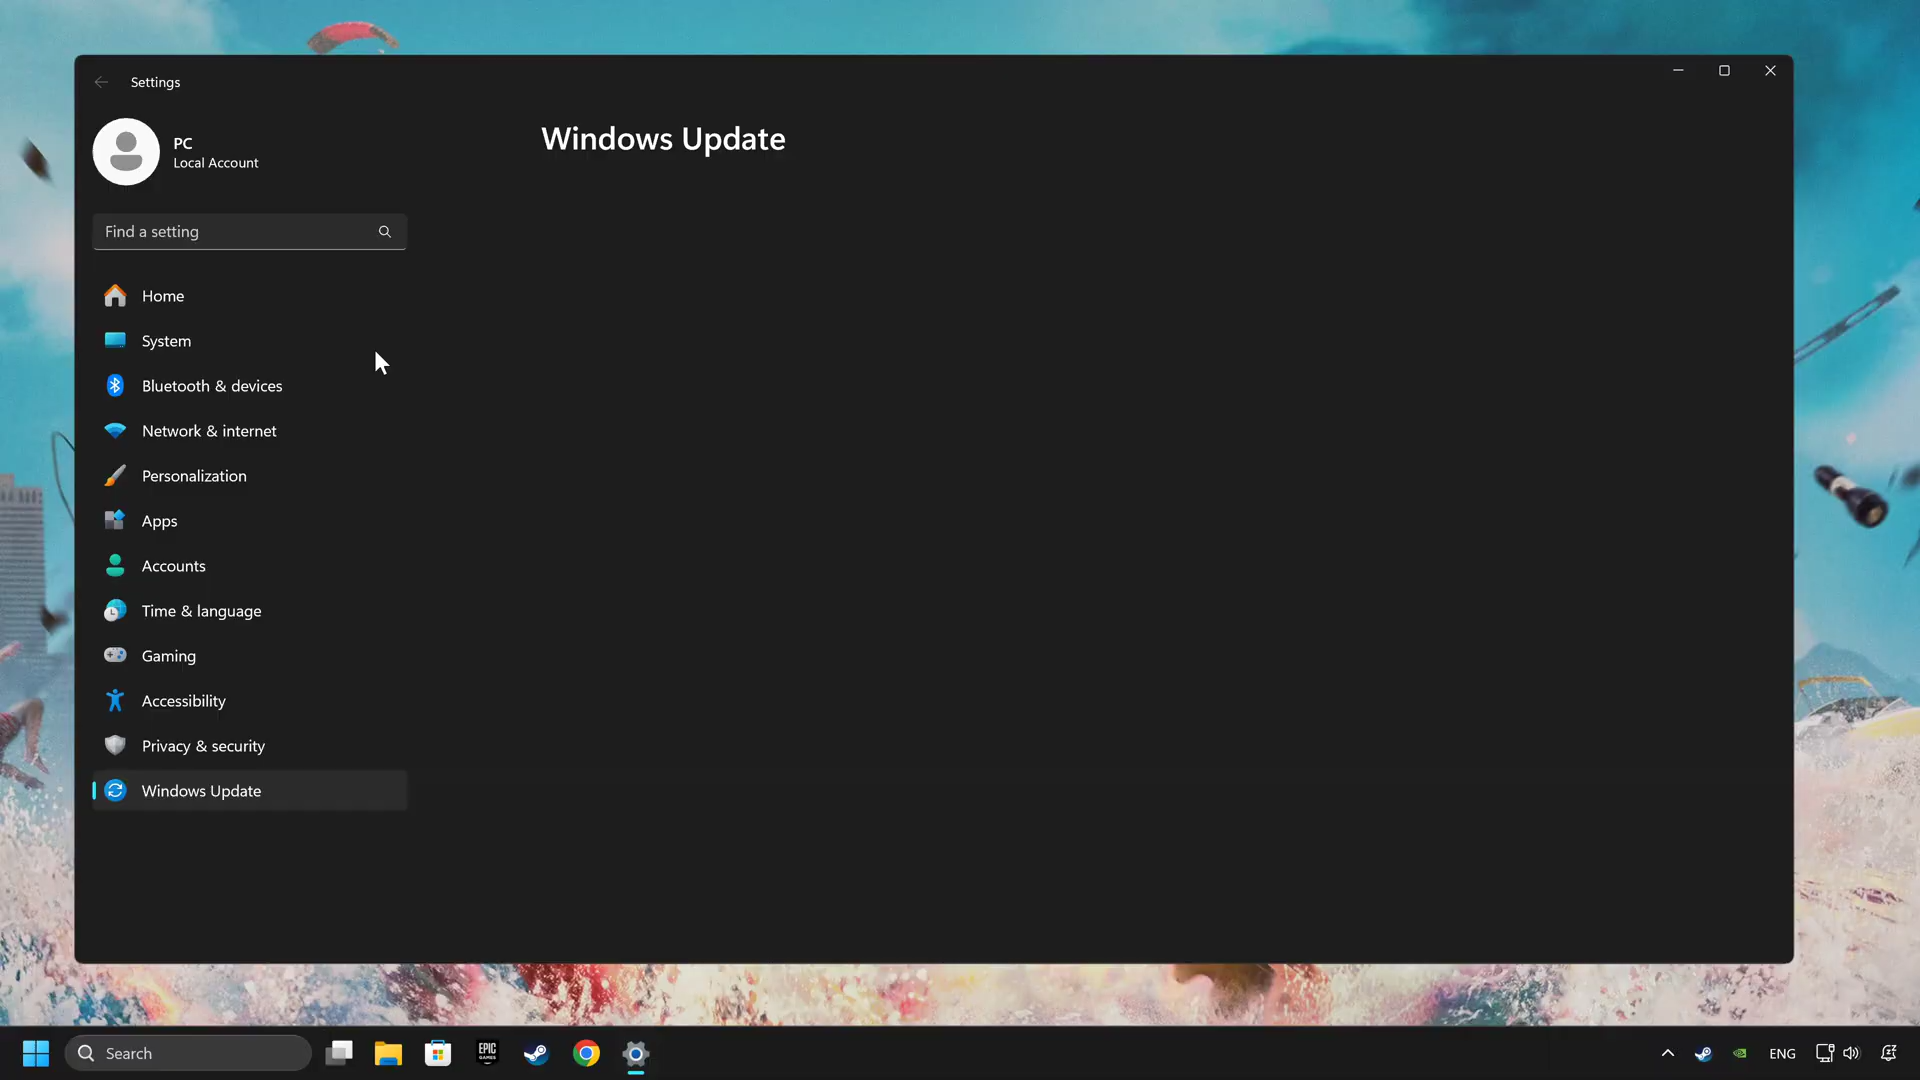 Settings
PC
Local Account
Find a setting
Home
System
Bluetooth & devices
Network & internet
Personalization
Apps
Accounts
Time & language
Gaming
Accessibility
Privacy & security
Windows Update
Windows Update
Search
EPIC
GAMES
ENG